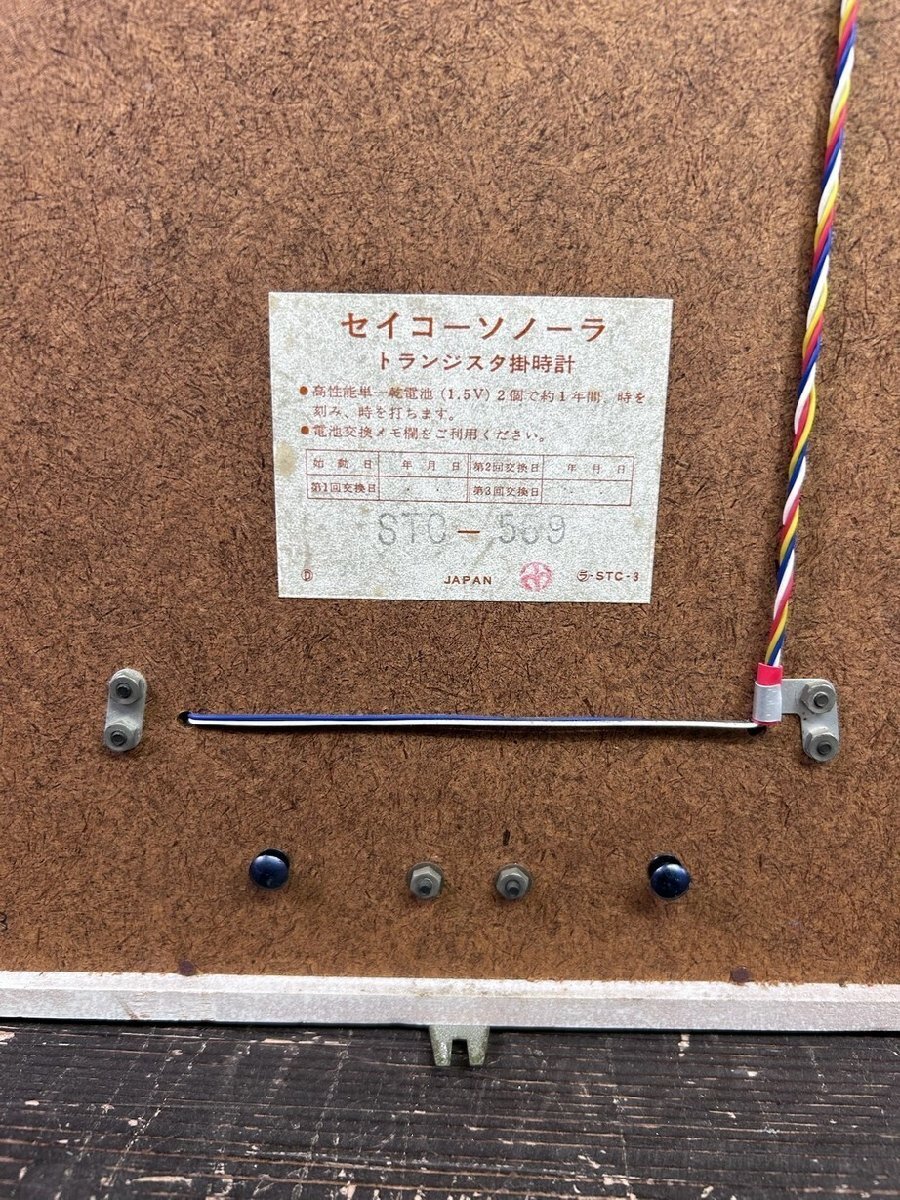 セイコーソノーラ
トランジスタ掛時計
●高性能単一乾電池(1.5V)2個で約1年間、時を
刻み、時を打ちます。
●電池交換メモ欄をご利用ください。
始動日 年月日 第2回交換日 年月日
第1回交換日 ・・ 第3回交換日 ・・
STC-569
Ⓓ JAPAN ㋶-STC-3